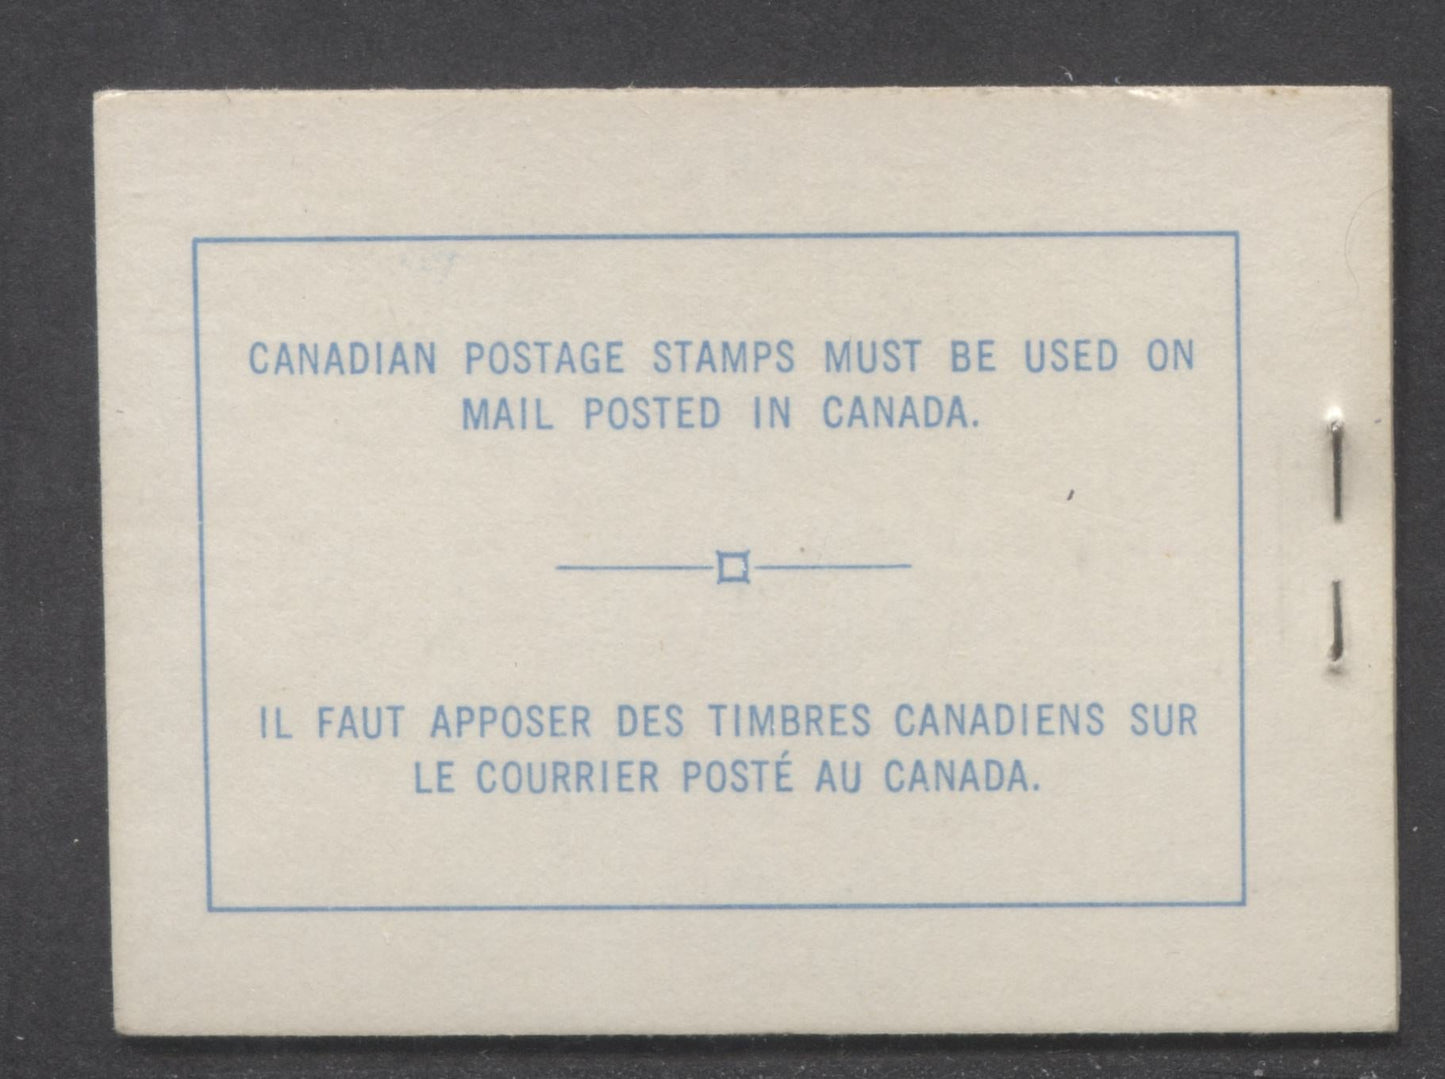 CANADIAN POSTAGE STAMPS MUST BE USED ON
MAIL POSTED IN CANADA.
IL FAUT APPOSER DES TIMBRES CANADIENS SUR
LE COURRIER POSTÉ AU CANADA.